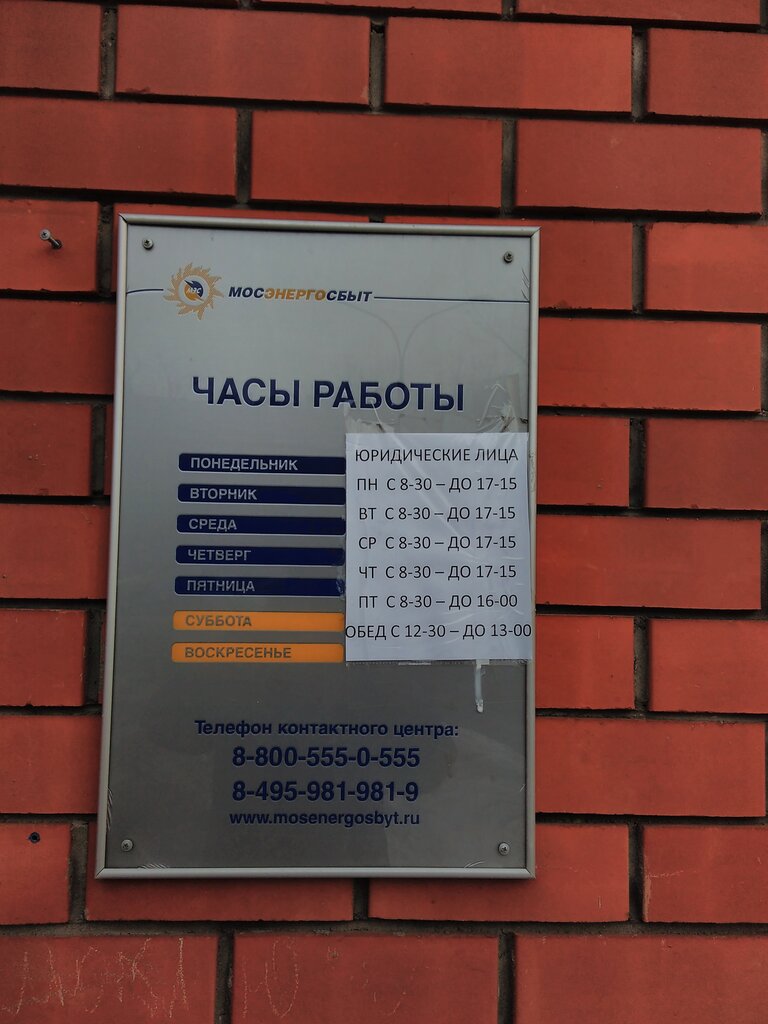 МЭС
МОСЭНЕРГОСБЫТ
ЧАСЫ РАБОТЫ
ПОНЕДЕЛЬНИК
ВТОРНИК
СРЕДА
ЧЕТВЕРГ
ПЯТНИЦА
СУББОТА
ВОСКРЕСЕНЬЕ
ЮРИДИЧЕСКИЕ ЛИЦА
ПН С 8-30 – ДО 17-15
ВТ С 8-30 – ДО 17-15
СР С 8-30 – ДО 17-15
ЧТ С 8-30 – ДО 17-15
ПТ С 8-30 – ДО 16-00
ОБЕД С 12-30 – ДО 13-00
Телефон контактного центра:
8-800-555-0-555
8-495-981-981-9
www.mosenergosbyt.ru